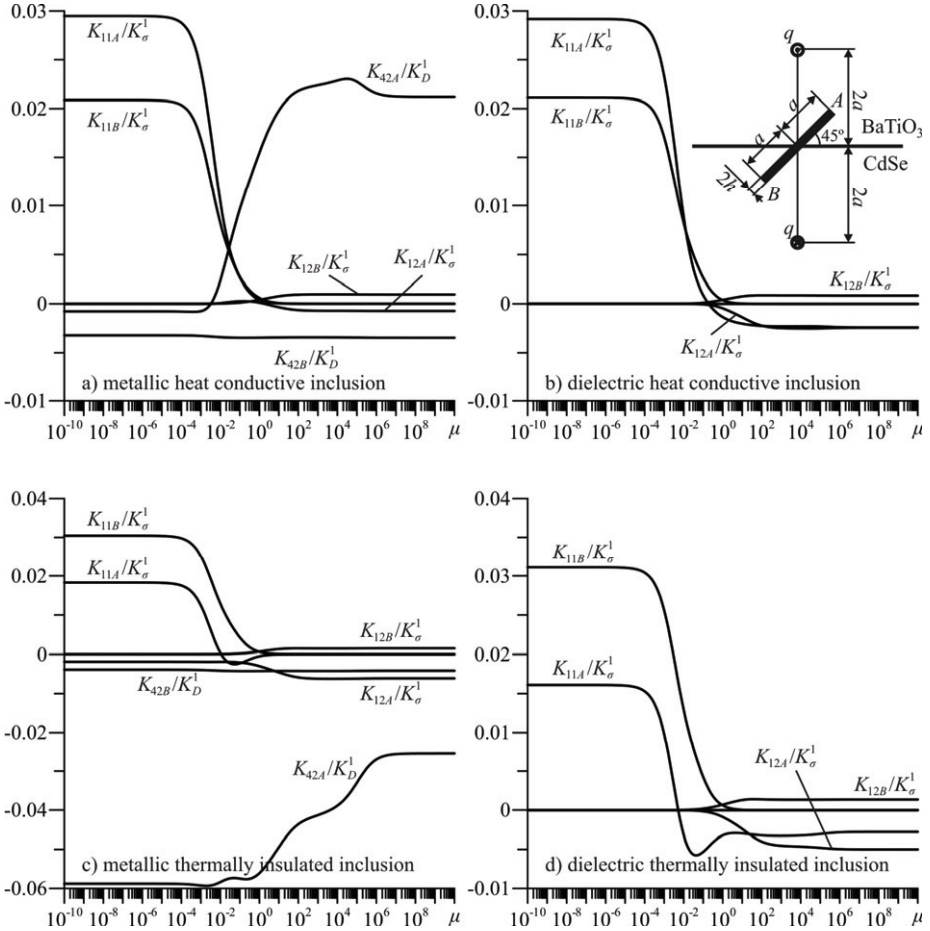 0.03
0.02
0.01
0
-0.01
K11A/K1σ
K11B/K1σ
K42A/K1D
K12B/K1σ
K12A/K1σ
K42B/K1D
a) metallic heat conductive inclusion
10-10 10-8 10-6 10-4 10-2 100 102 104 106 μ
0.03
0.02
0.01
0
-0.01
K11A/K1σ
K11B/K1σ
q
A
a
a
2a
45º
BaTiO3
CdSe
2h
B
2a
q
K12B/K1σ
K12A/K1σ
b) dielectric heat conductive inclusion
10-10 10-8 10-6 10-4 10-2 100 102 104 106 μ
0.04
0.02
0
-0.02
-0.04
-0.06
K11B/K1σ
K11A/K1σ
K12B/K1σ
K42B/K1D
K12A/K1σ
K42A/K1D
c) metallic thermally insulated inclusion
10-10 10-8 10-6 10-4 10-2 100 102 104 106 μ
0.04
0.03
0.02
0.01
0
-0.01
K11B/K1σ
K11A/K1σ
K12A/K1σ
K12B/K1σ
d) dielectric thermally insulated inclusion
10-10 10-8 10-6 10-4 10-2 100 102 104 106 μ